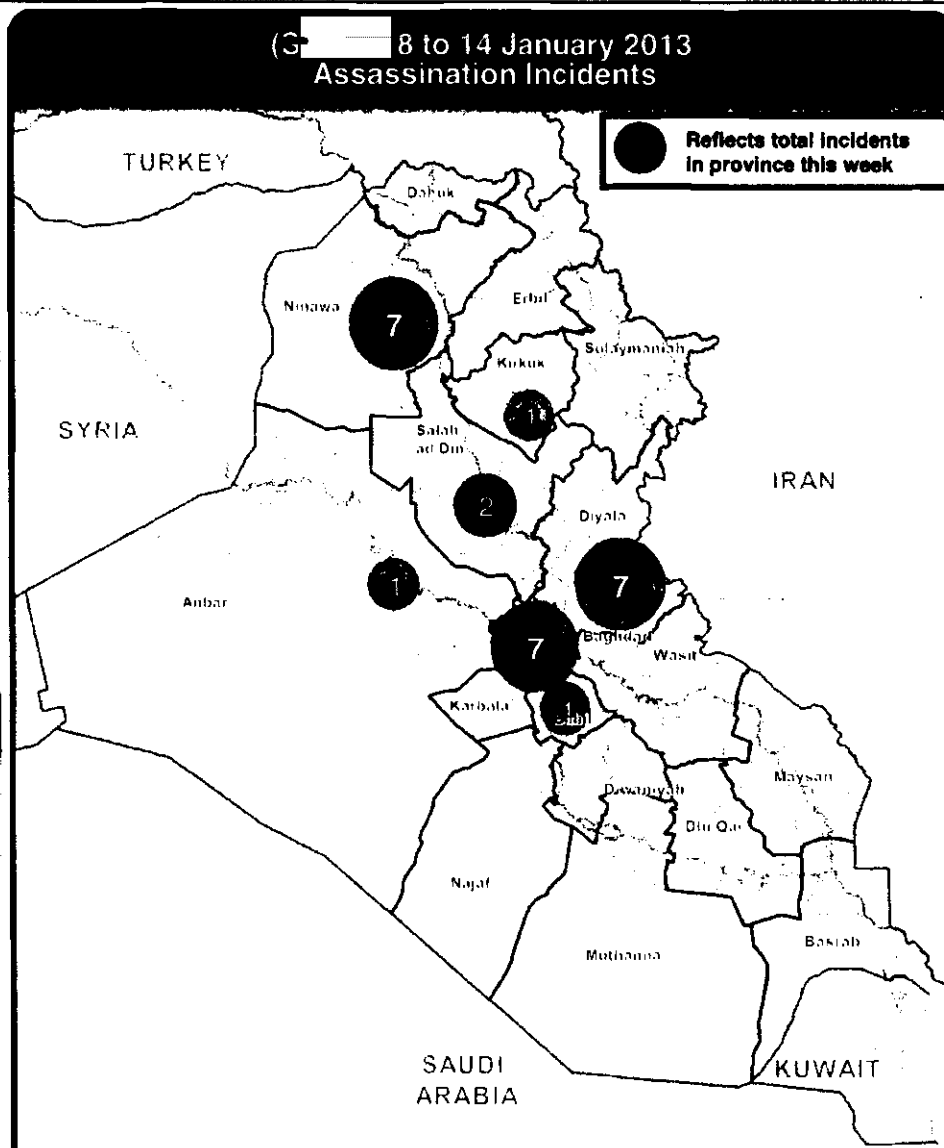 8 to 14 January 2013
Assassination Incidents
Reflects total incidents
in province this week
TURKEY
Dahuk
Ninawa
7
Erbil
Sulaymaniah
Kirkuk
1
SYRIA
Salah
ad Din
IRAN
2
Diyala
1
7
Anbar
7
Baghdad
Wasit
Karbala
1
Babil
Maysan
Diwaniyah
Dhi Qar
Najaf
Muthanna
Basrah
SAUDI
ARABIA
KUWAIT